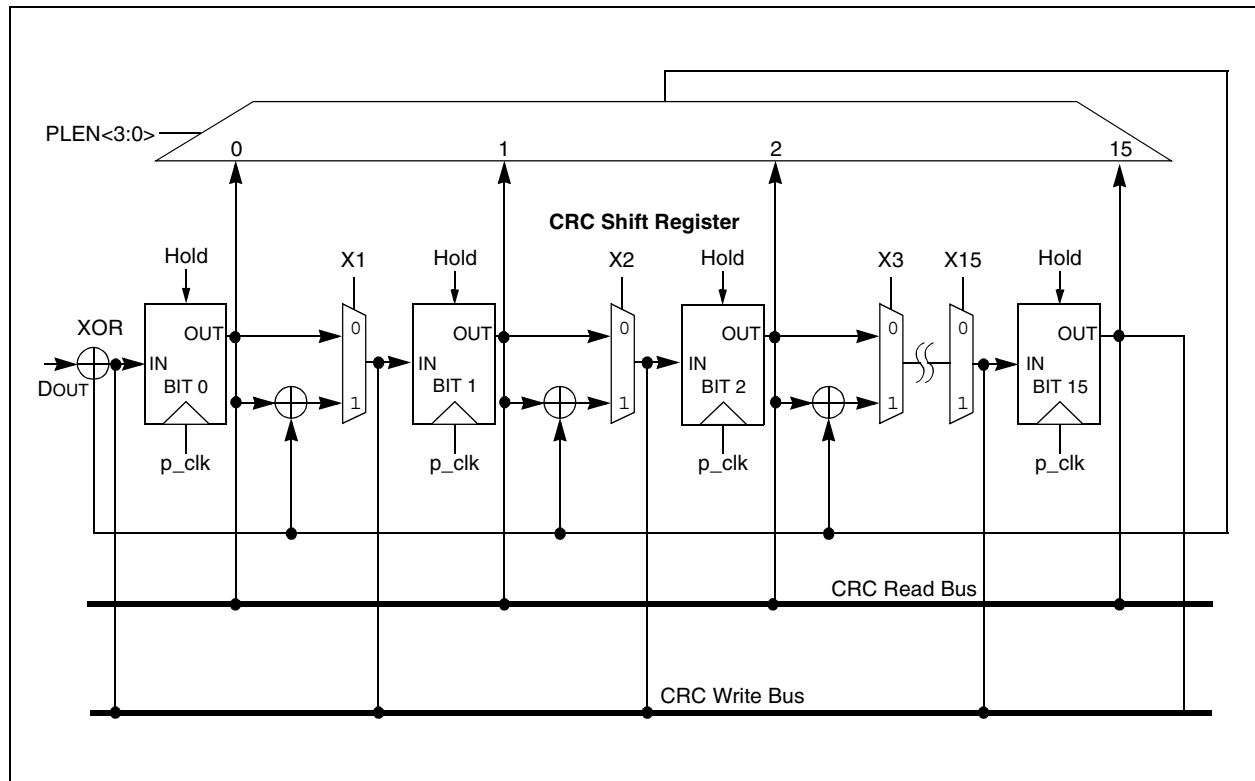 PLEN<3:0>
0 1 2 15
CRC Shift Register
Hold X1 Hold X2 Hold X3 X15 Hold
XOR
OUT 0 OUT 0 OUT 0 0 OUT
IN IN IN IN
DOUT
BIT 0 1 BIT 1 1 BIT 2 1 1 BIT 15
p_clk p_clk p_clk p_clk
CRC Read Bus
CRC Write Bus